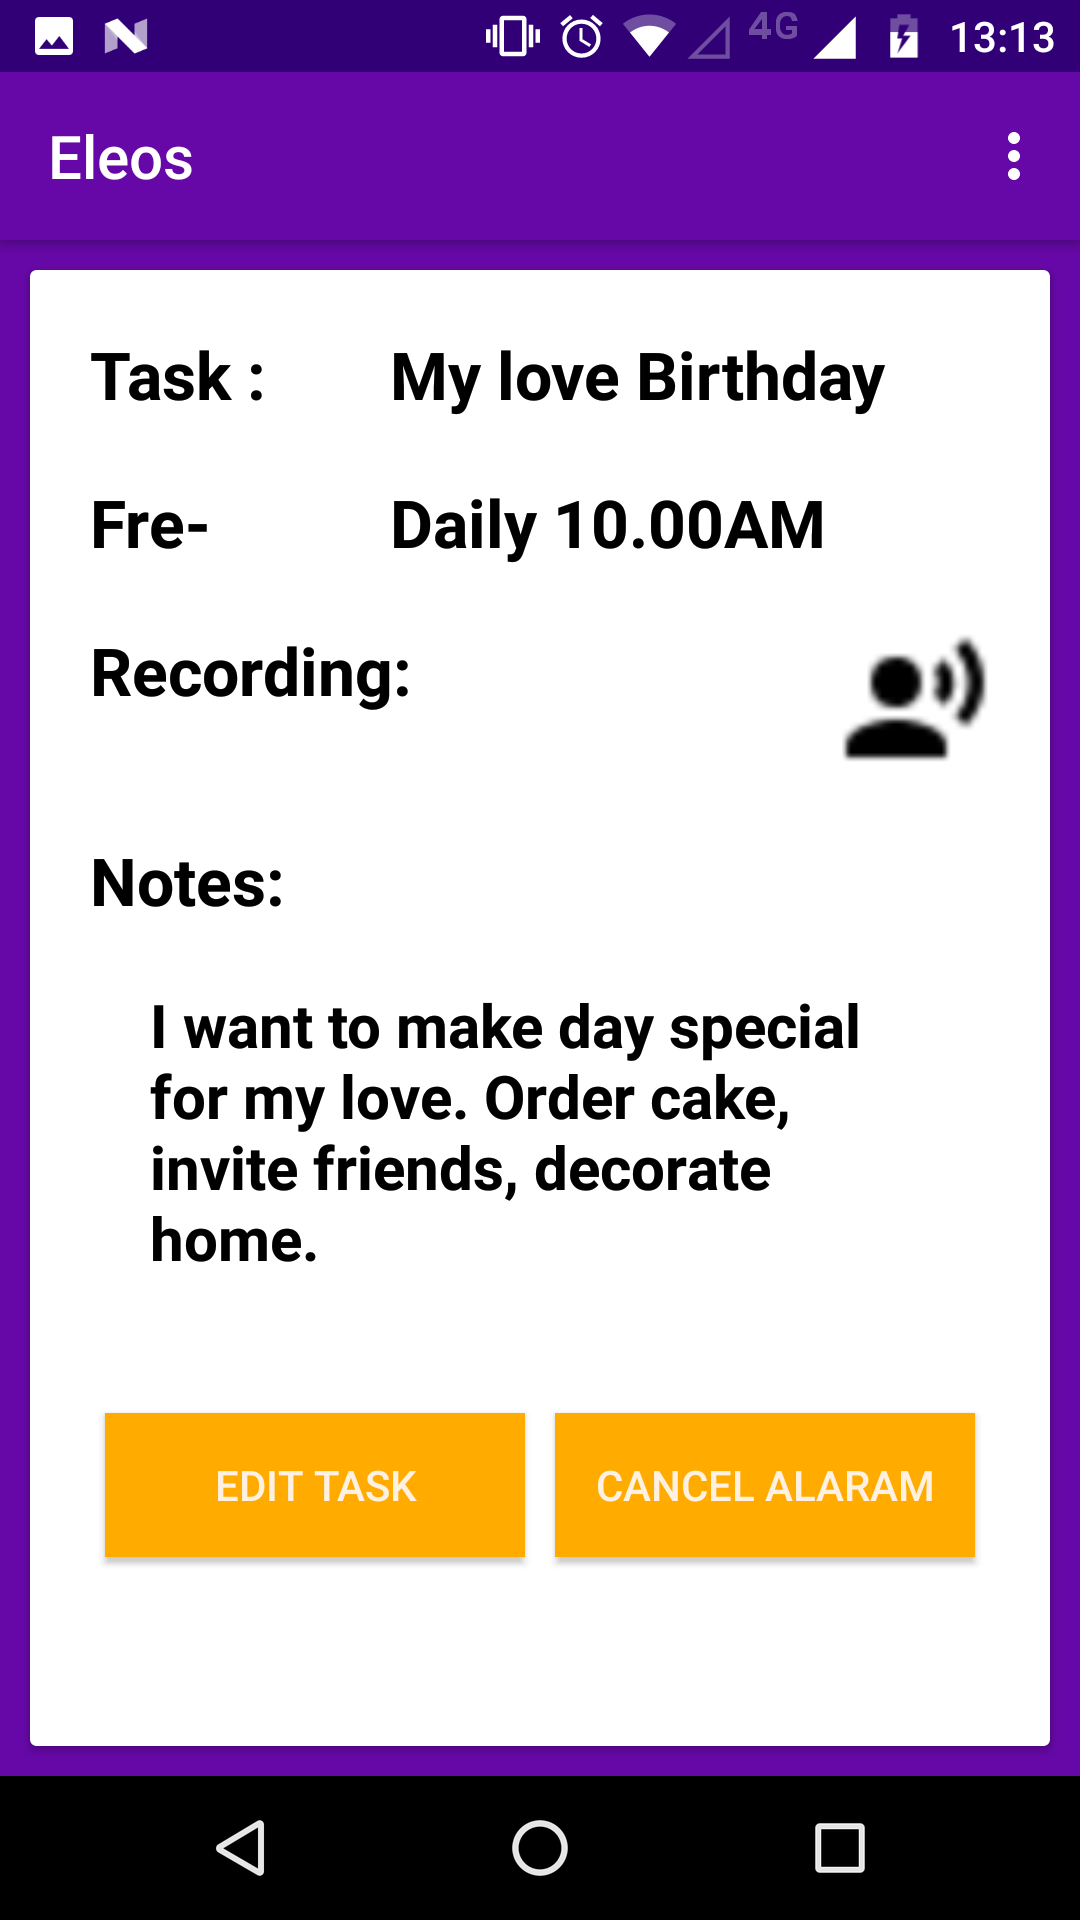 4G 13:13
Eleos
Task : My love Birthday
Fre- Daily 10.00AM
Recording:
Notes:
I want to make day special
for my love. Order cake,
invite friends, decorate
home.
EDIT TASK CANCEL ALARAM